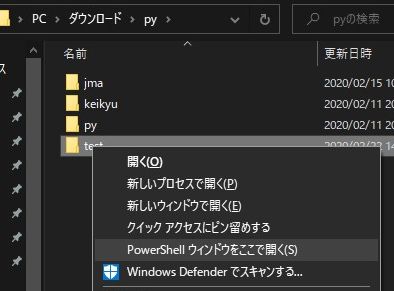 PC > ダウンロード > py >
pyの検索
名前 更新日時
jma 2020/02/15 10
keikyu 2020/02/11 20
py 2020/02/11 20
test
開く(O)
新しいプロセスで開く(P)
新しいウィンドウで開く(E)
クイック アクセスにピン留めする
PowerShell ウィンドウをここで開く(S)
Windows Defender でスキャンする...